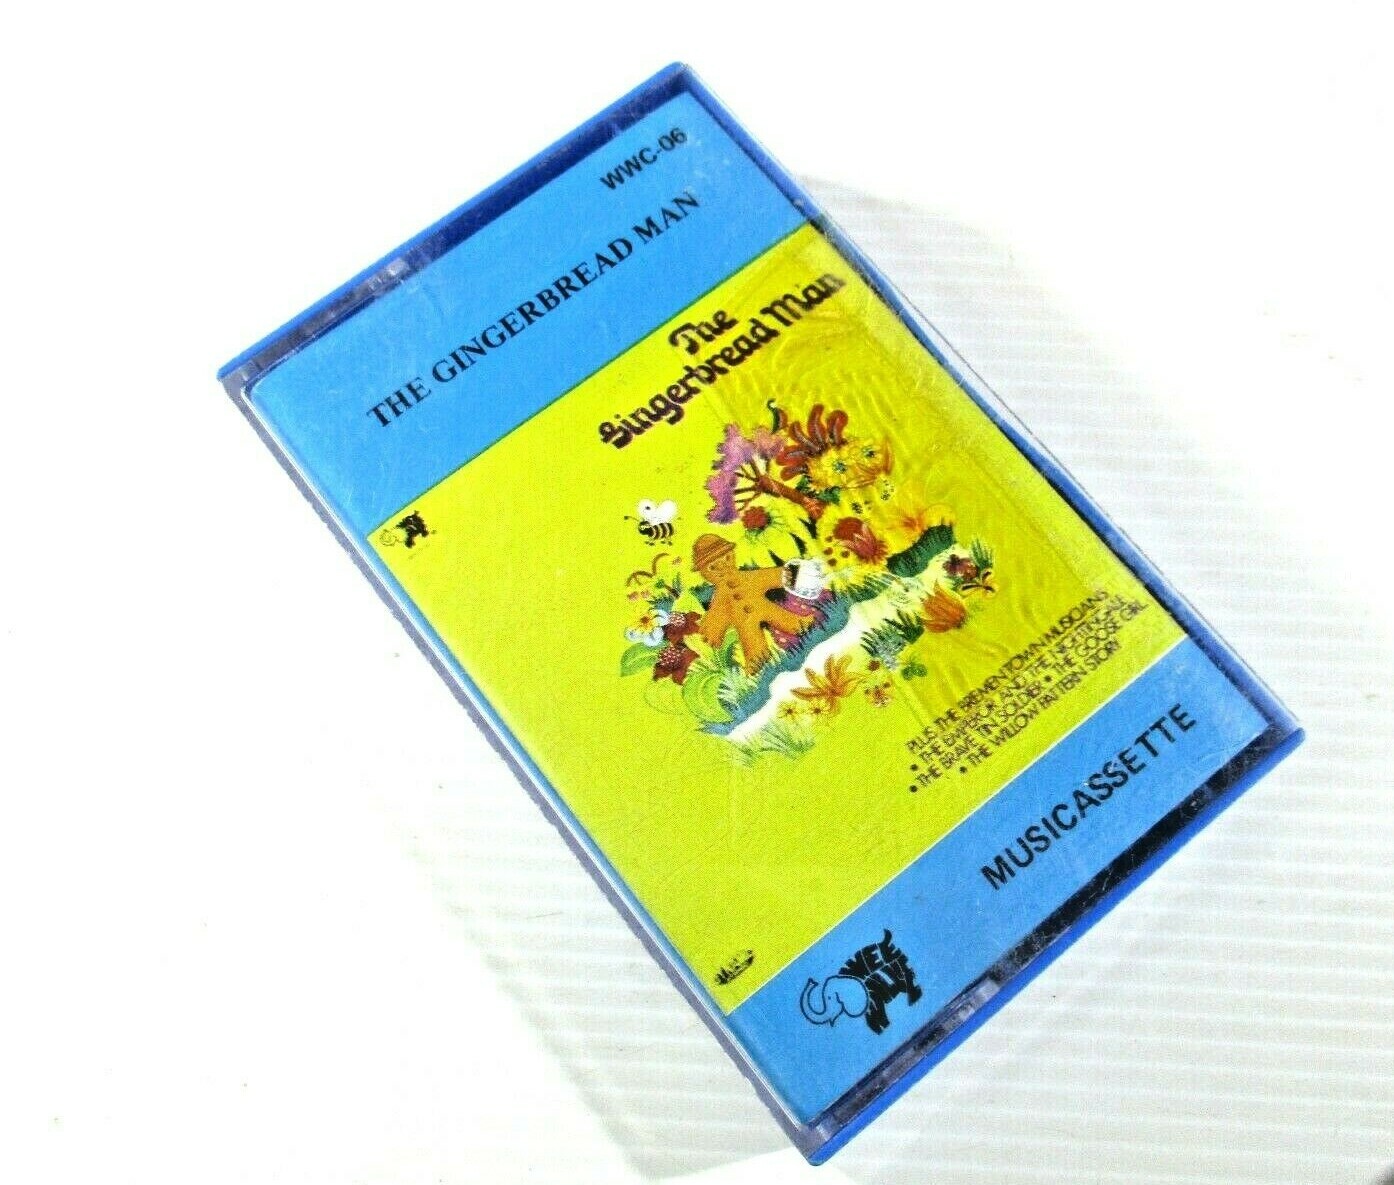 WWC-06
THE GINGERBREAD MAN
The
Gingerbread Man
PLUS THE BREMEN TOWN MUSICIANS
• THE EMPEROR AND THE NIGHTINGALE
• THE BRAVE TIN SOLDIER • THE GOOSE GIRL
• THE WILLOW PATTERN STORY
MUSICASSETTE
WEE